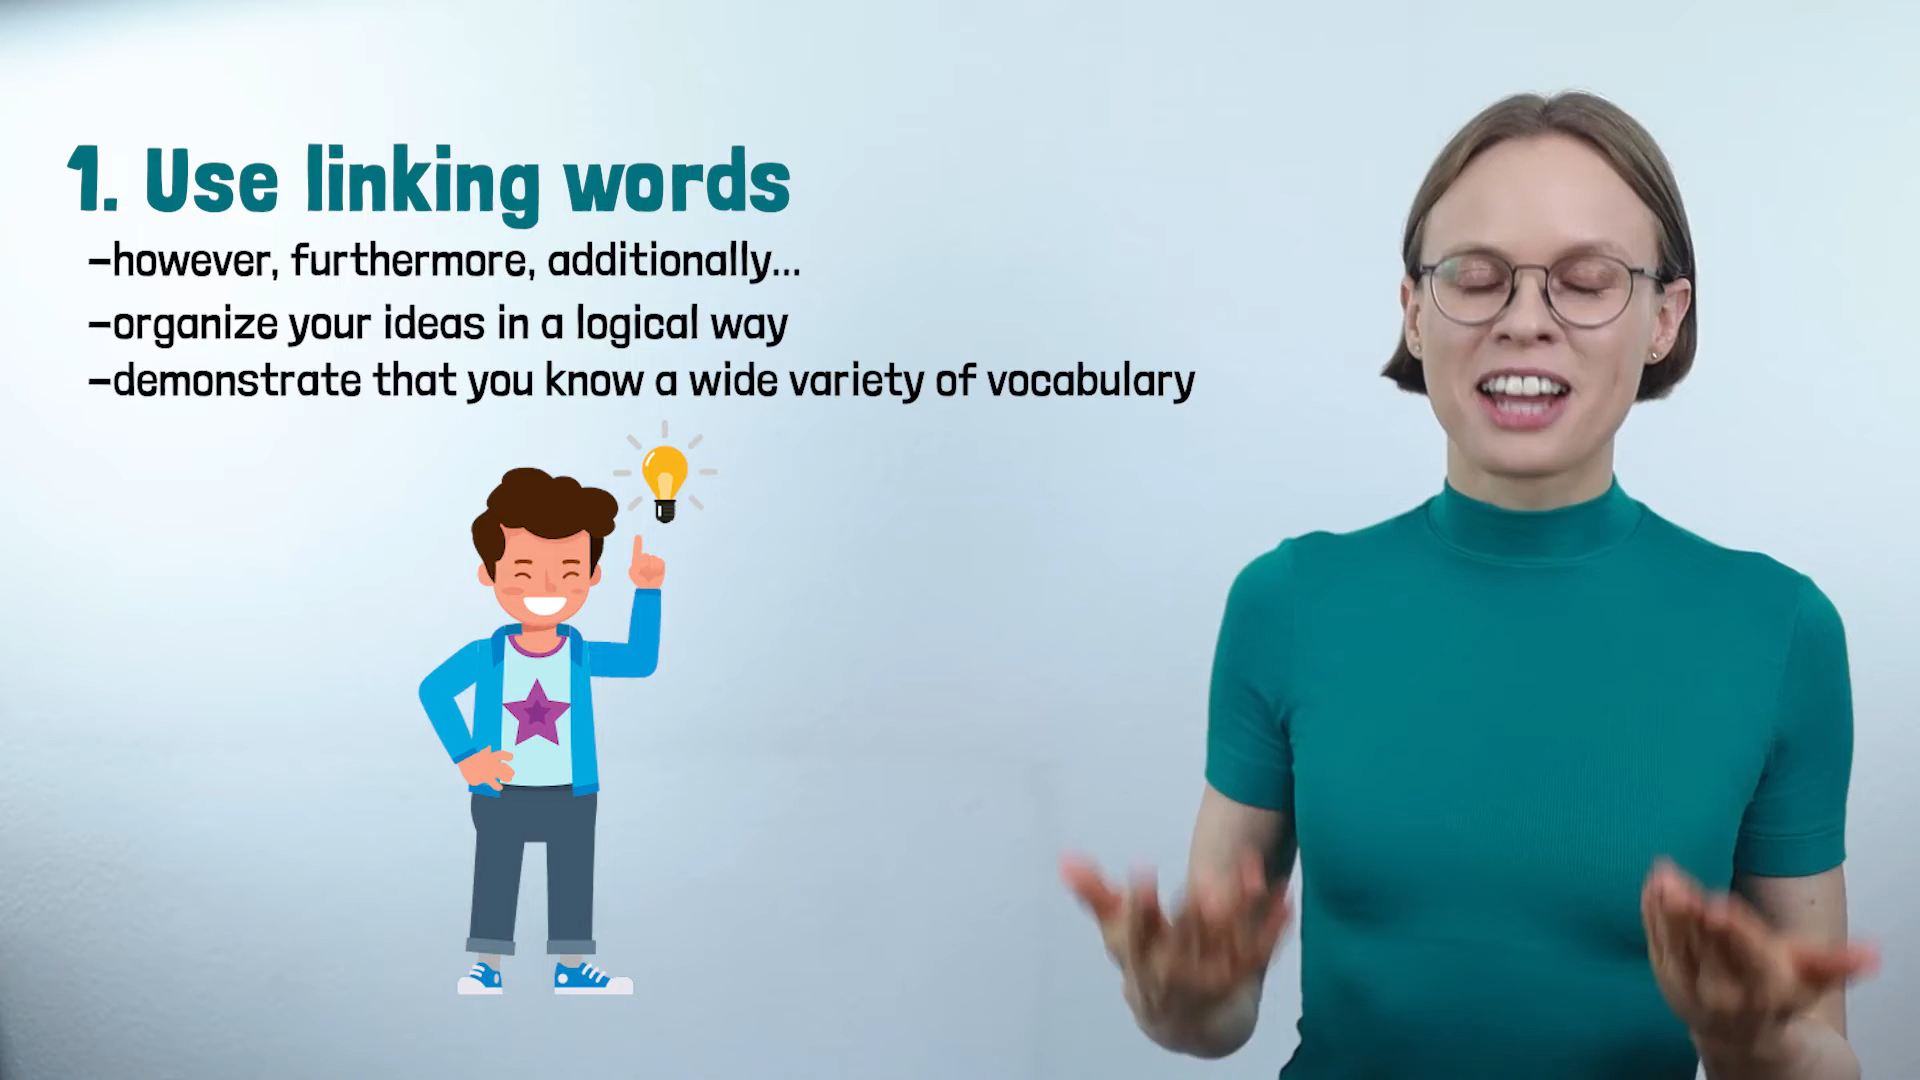 1. Use linking words
-however, furthermore, additionally...
-organize your ideas in a logical way
-demonstrate that you know a wide variety of vocabulary